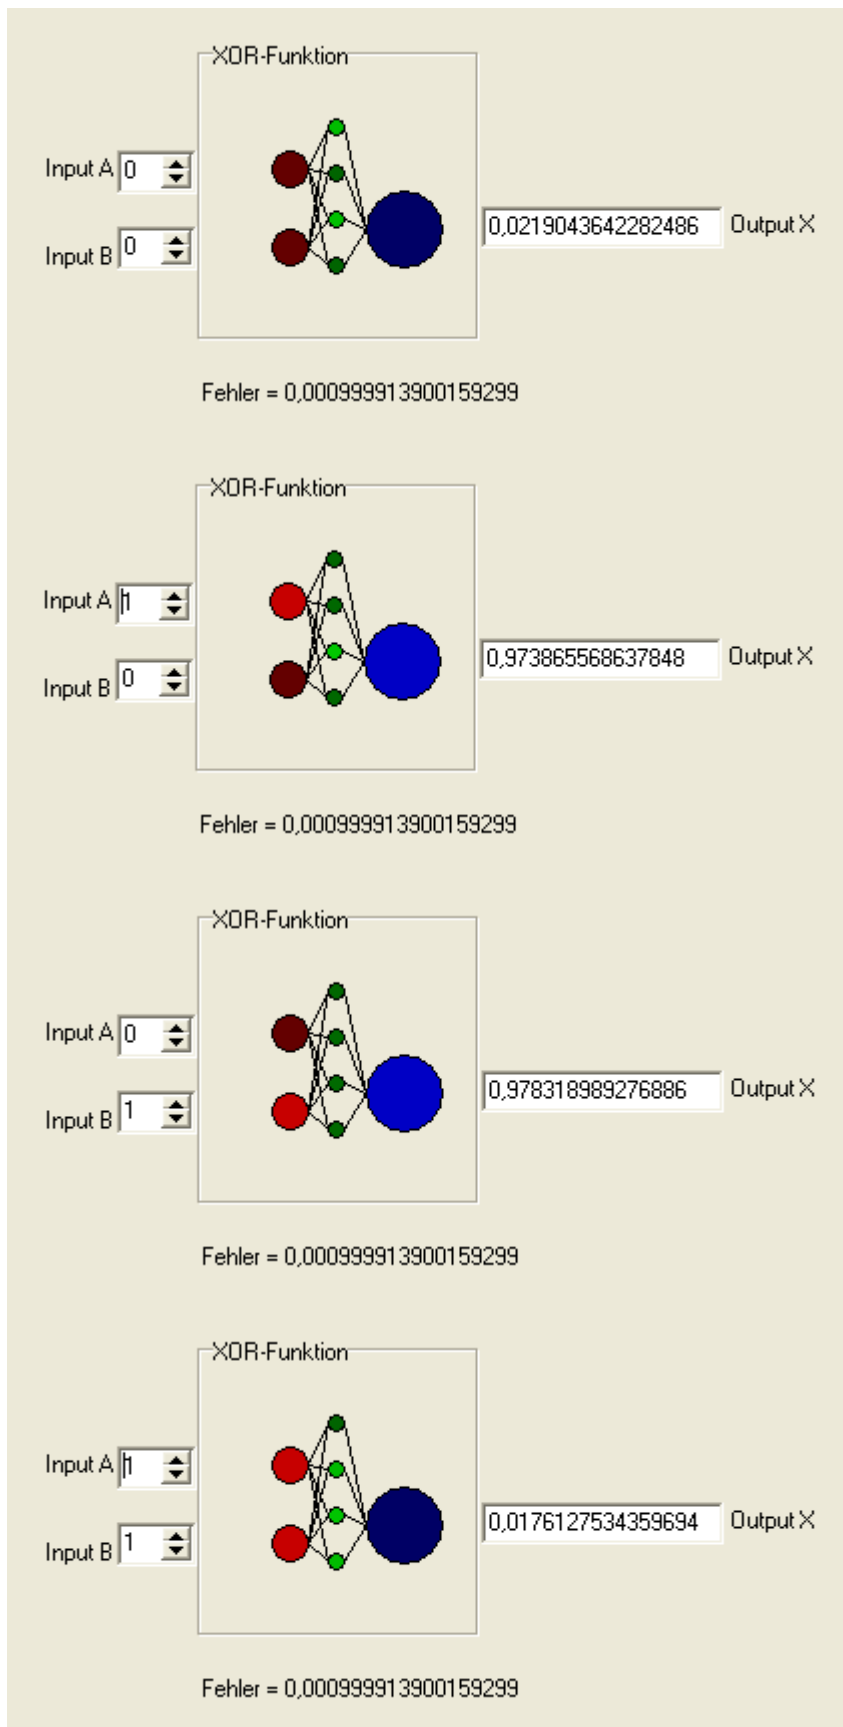 XOR-Funktion
Input A 0
Input B 0
0,0219043642282486 Output X
Fehler = 0,000999913900159299
XOR-Funktion
Input A 1
Input B 0
0,973865568637848 Output X
Fehler = 0,000999913900159299
XOR-Funktion
Input A 0
Input B 1
0,978318989276886 Output X
Fehler = 0,000999913900159299
XOR-Funktion
Input A 1
Input B 1
0,0176127534359694 Output X
Fehler = 0,000999913900159299